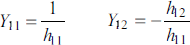 Y₁₁ = 1/h₁₁ Y₁₂ = −h₁₂/h₁₁